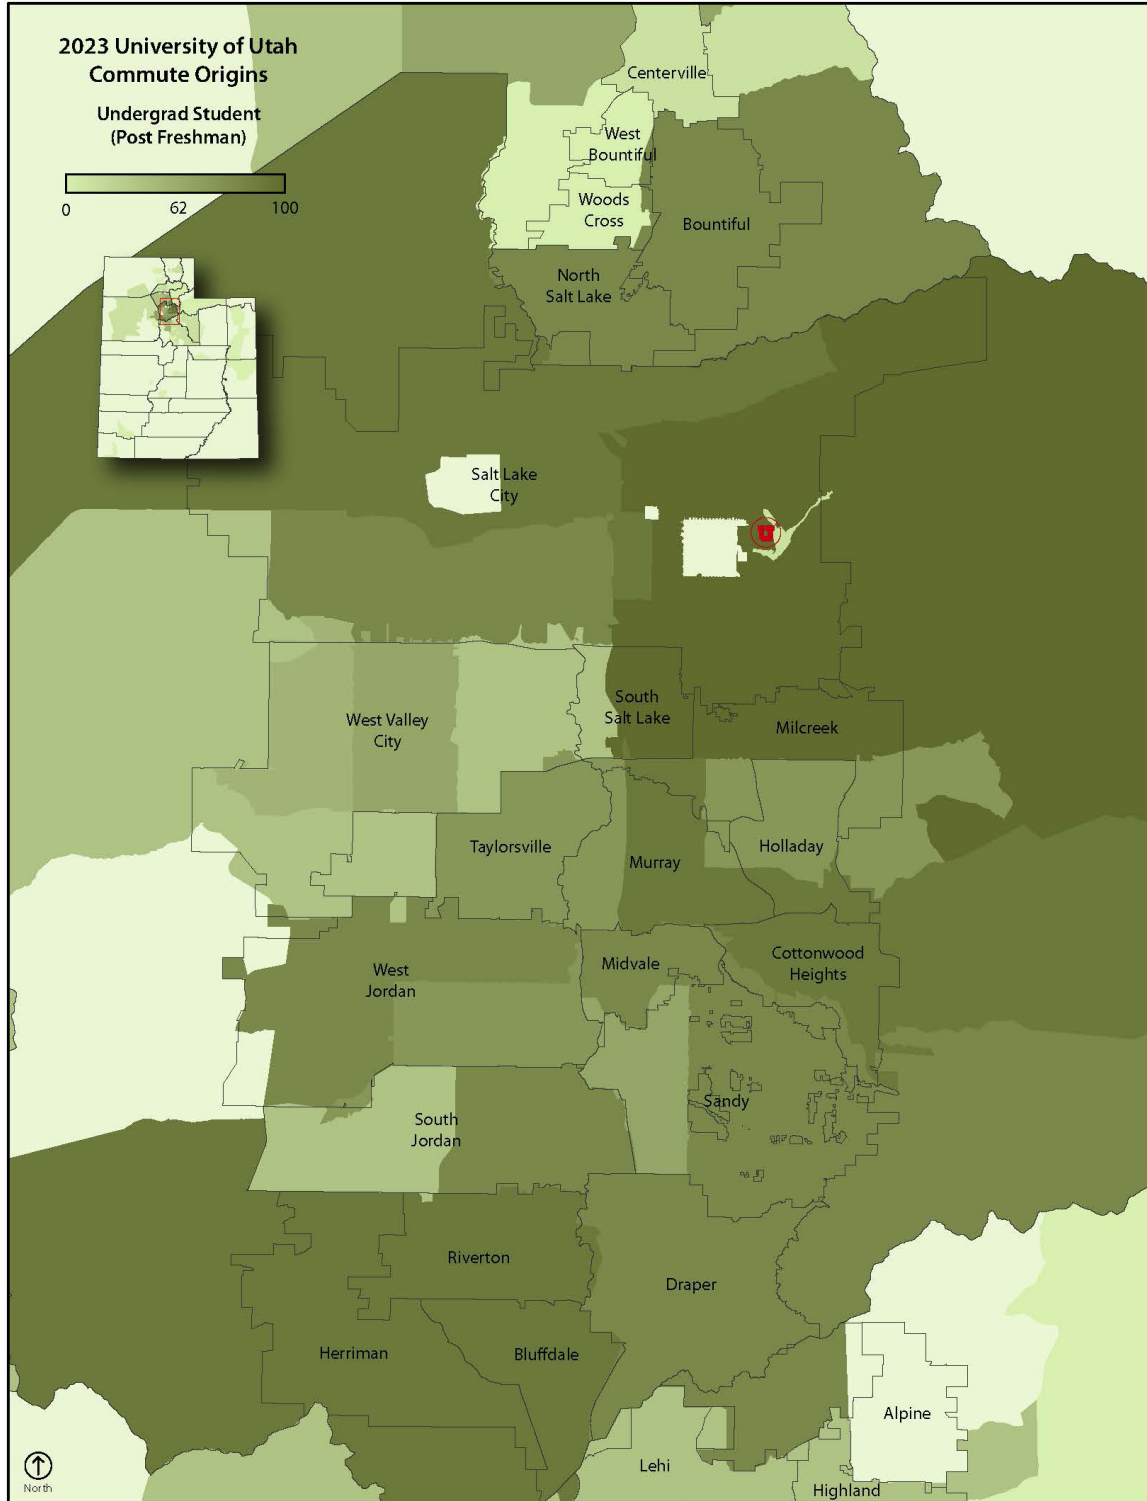 2023 University of Utah
Commute Origins
Undergrad Student
(Post Freshman)
0 62 100
Centerville
West
Bountiful
Woods
Cross
Bountiful
North
Salt Lake
Salt Lake
City
U
South
Salt Lake
West Valley
City
Milcreek
Taylorsville
Murray
Holladay
West
Jordan
Midvale
Cottonwood
Heights
Sandy
South
Jordan
Riverton
Draper
Herriman
Bluffdale
Alpine
Lehi
Highland
North